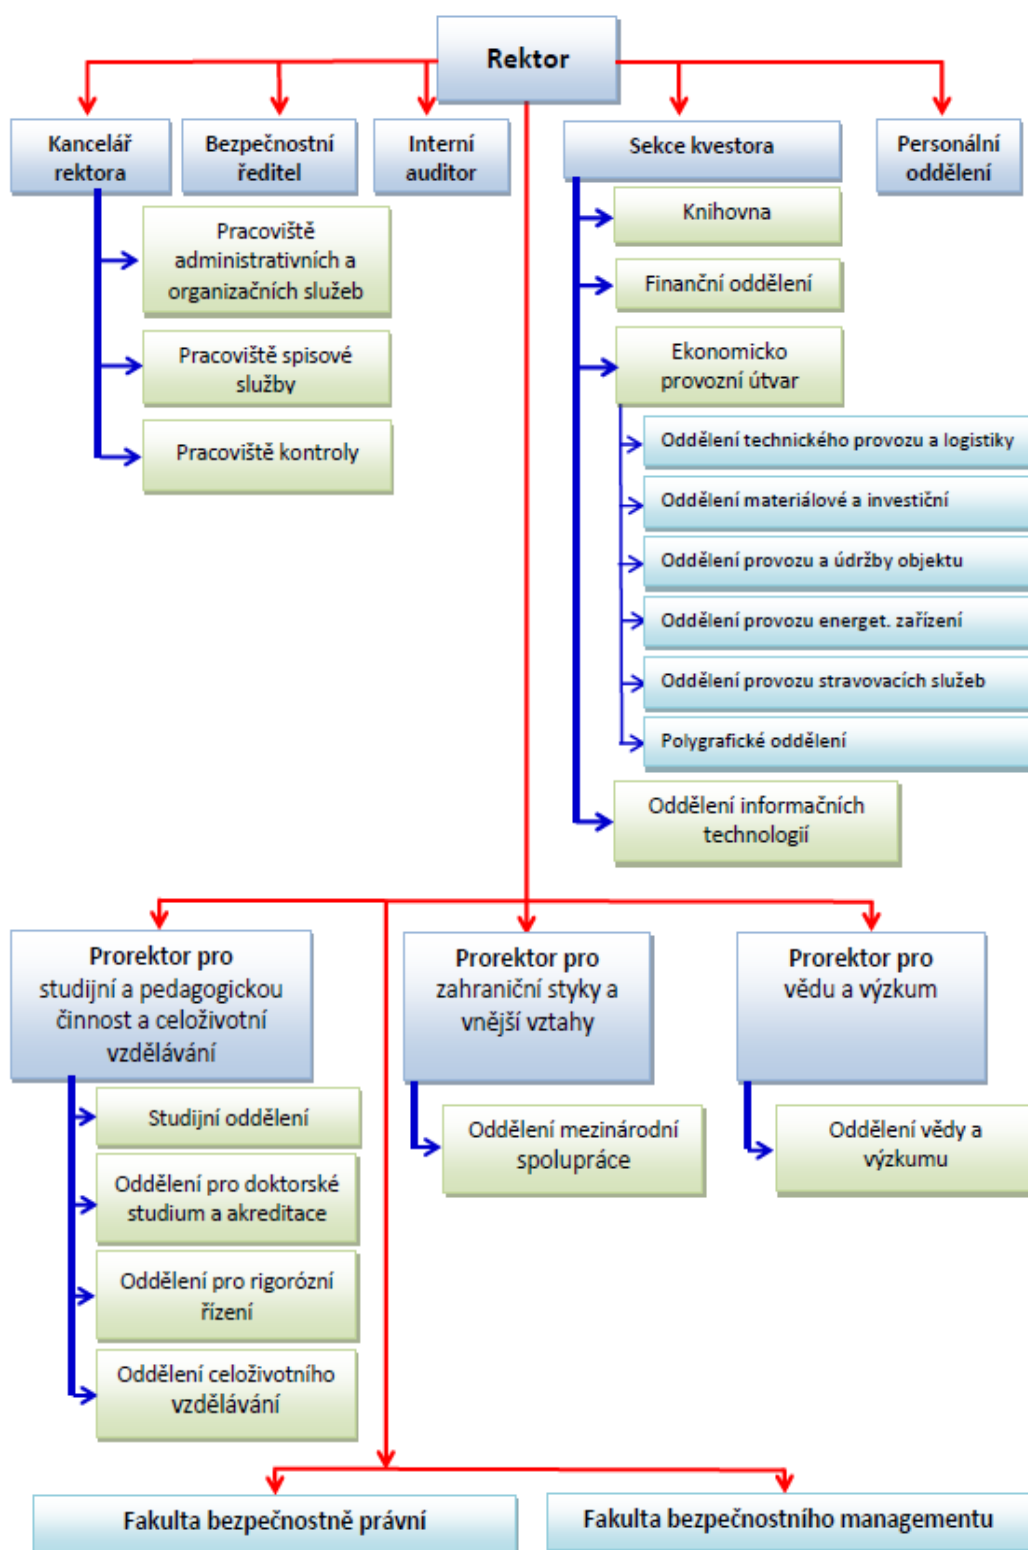 Rektor
Kancelář
rektora
Bezpečnostní
ředitel
Interní
auditor
Sekce kvestora
Personální
oddělení
Pracoviště
administrativních a
organizačních služeb
Pracoviště spisové
služby
Pracoviště kontroly
Knihovna
Finanční oddělení
Ekonomicko
provozní útvar
Oddělení technického provozu a logistiky
Oddělení materiálové a investiční
Oddělení provozu a údržby objektu
Oddělení provozu energet. zařízení
Oddělení provozu stravovacích služeb
Polygrafické oddělení
Oddělení informačních
technologií
Prorektor pro
studijní a pedagogickou
činnost a celoživotní
vzdělávání
Studijní oddělení
Oddělení pro doktorské
studium a akreditace
Oddělení pro rigorózní
řízení
Oddělení celoživotního
vzdělávání
Prorektor pro
zahraniční styky a
vnější vztahy
Oddělení mezinárodní
spolupráce
Prorektor pro
vědu a výzkum
Oddělení vědy a
výzkumu
Fakulta bezpečnostně právní
Fakulta bezpečnostního managementu